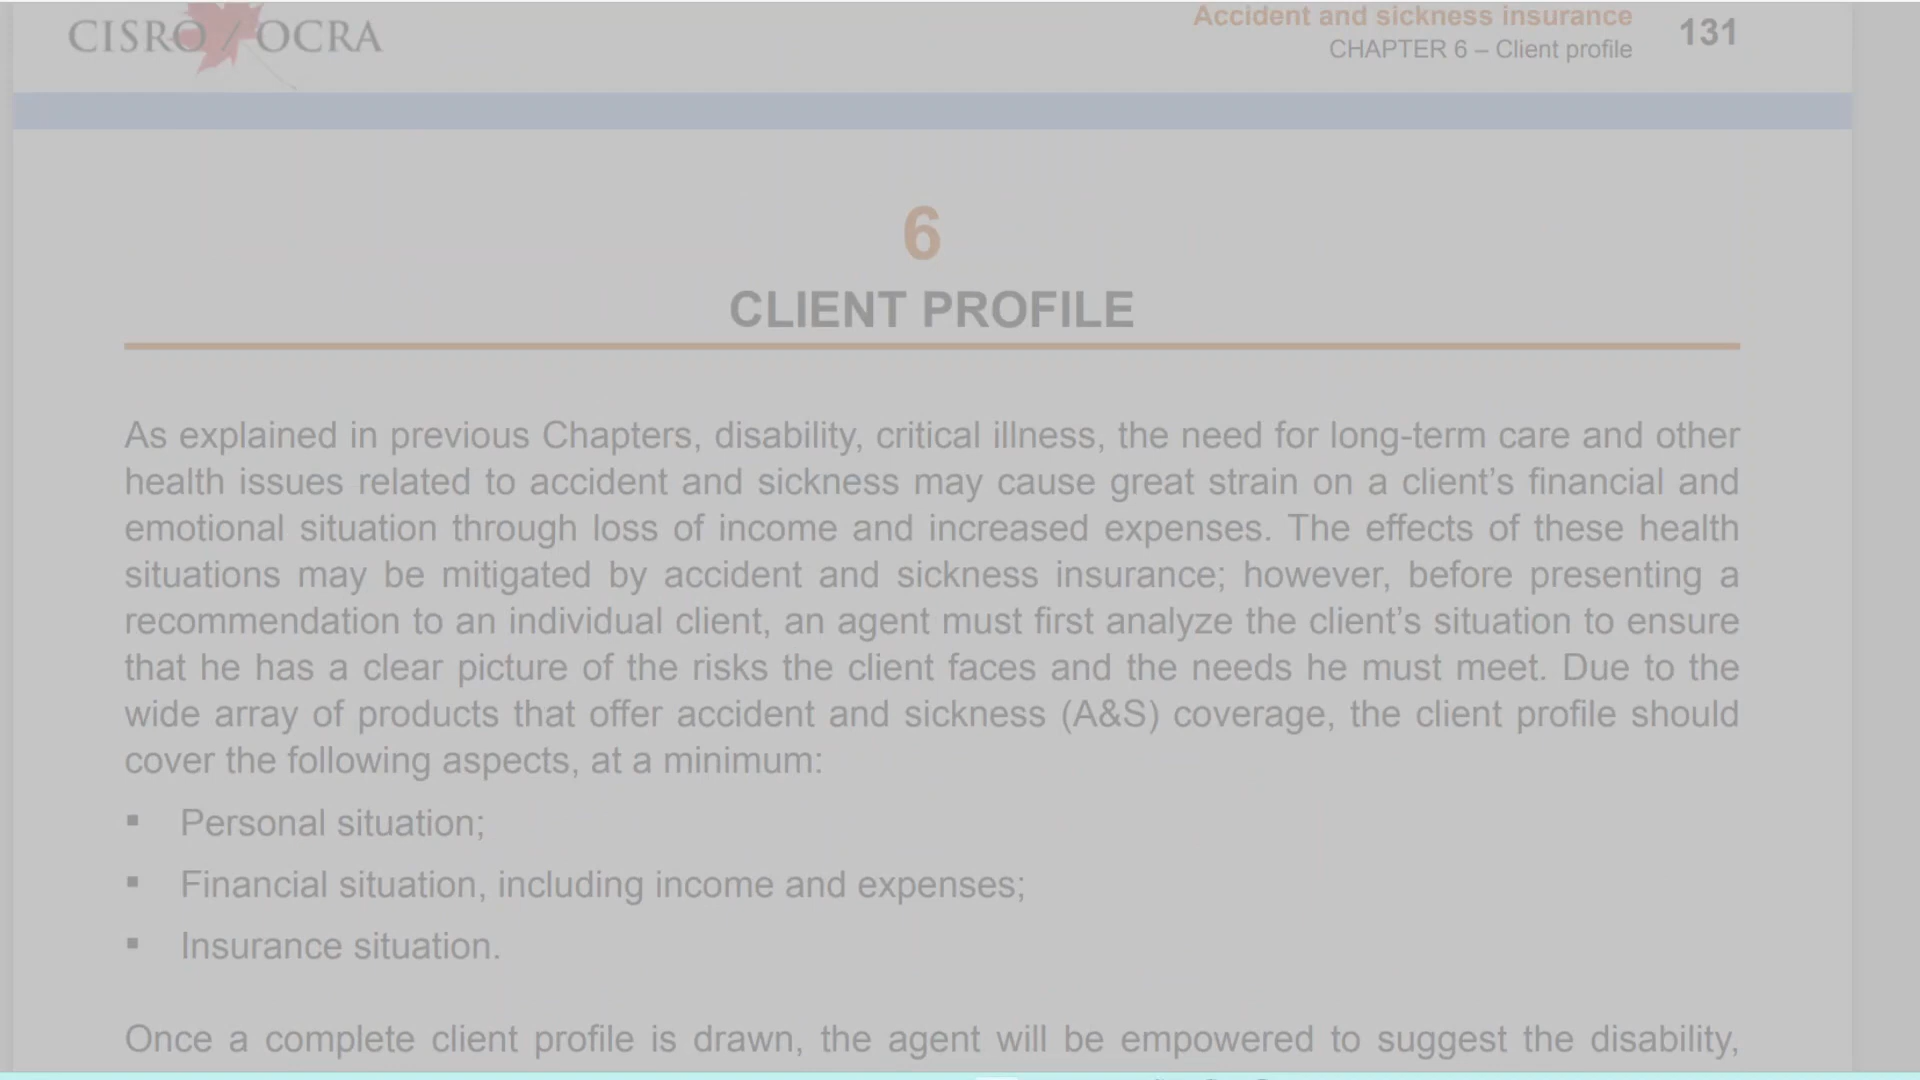 CISRO / OCRA
Accident and sickness insurance
CHAPTER 6 – Client profile
131
6
CLIENT PROFILE
As explained in previous Chapters, disability, critical illness, the need for long-term care and other
health issues related to accident and sickness may cause great strain on a client’s financial and
emotional situation through loss of income and increased expenses. The effects of these health
situations may be mitigated by accident and sickness insurance; however, before presenting a
recommendation to an individual client, an agent must first analyze the client’s situation to ensure
that he has a clear picture of the risks the client faces and the needs he must meet. Due to the
wide array of products that offer accident and sickness (A&S) coverage, the client profile should
cover the following aspects, at a minimum:
▪ Personal situation;
▪ Financial situation, including income and expenses;
▪ Insurance situation.
Once a complete client profile is drawn, the agent will be empowered to suggest the disability,